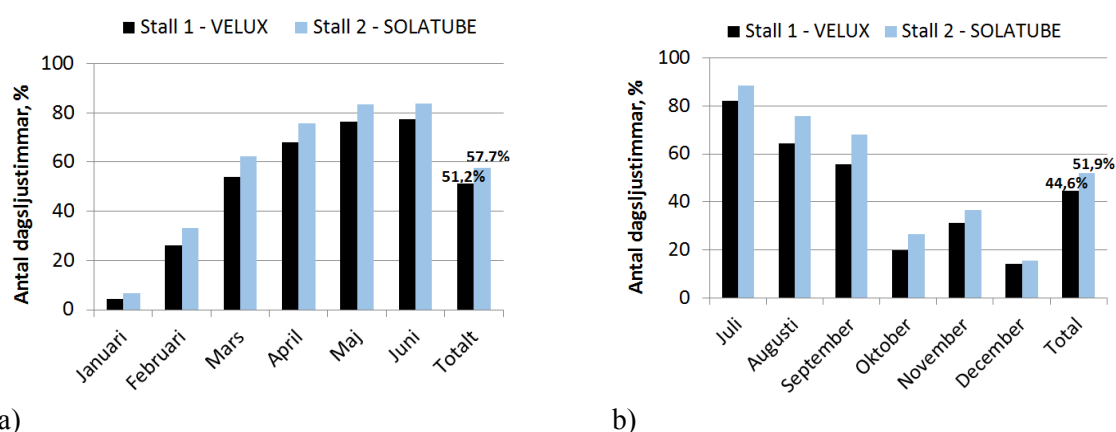 Stall 1 - VELUX Stall 2 - SOLATUBE
Antal dagsljustimmar, %
100
80
60
40
20
0
57,7%
51,2%
Januari Februari Mars April Maj Juni Totalt
a)
Stall 1 - VELUX Stall 2 - SOLATUBE
Antal dagsljustimmar, %
100
80
60
40
20
0
51,9%
44,6%
Juli Augusti September Oktober November December Total
b)